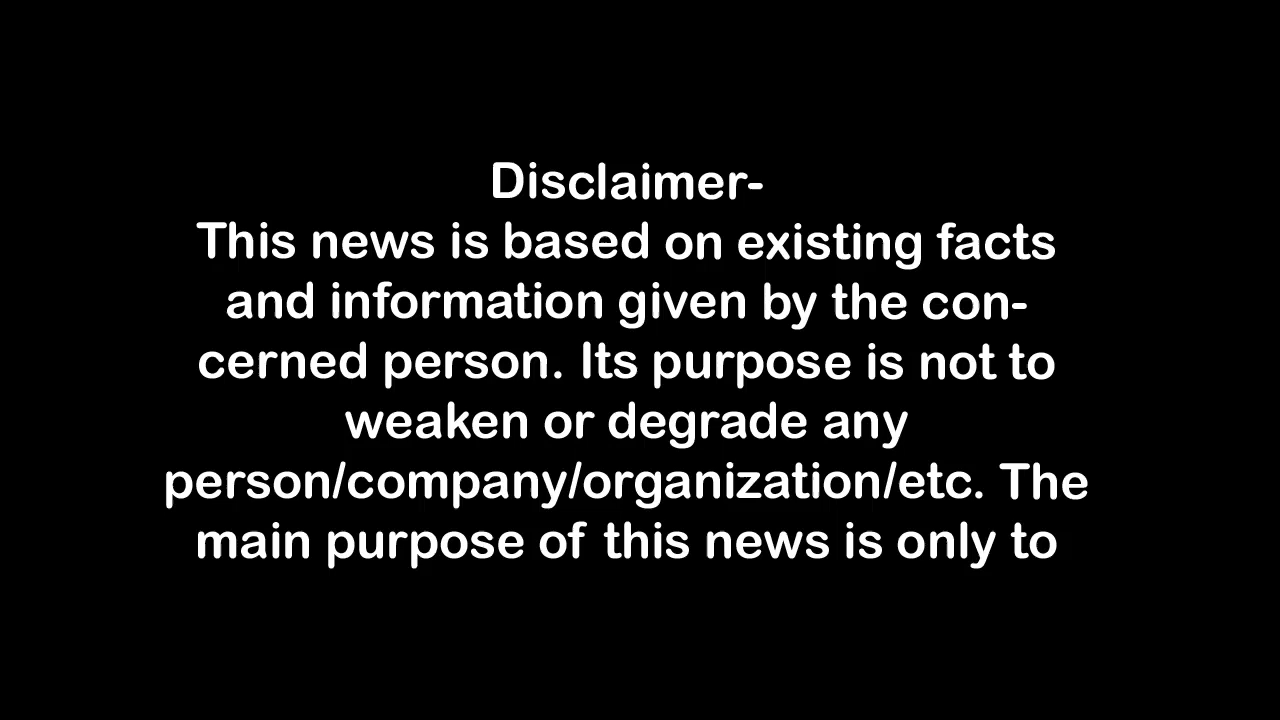 Disclaimer-
This news is based on existing facts
and information given by the con-
cerned person. Its purpose is not to
weaken or degrade any
person/company/organization/etc. The
main purpose of this news is only to